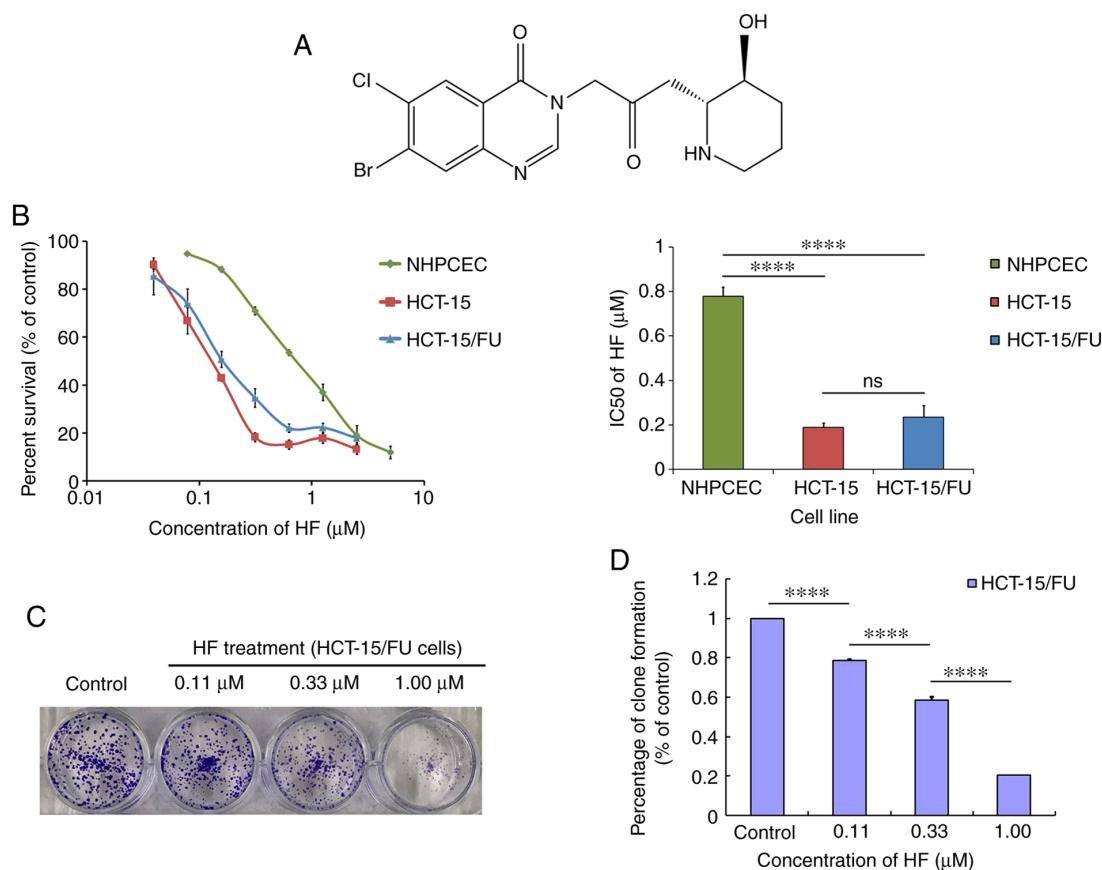 A
O
OH
Cl
N
Br
N
O
HN
B
Percent survival (% of control)
100
80
60
40
20
0
0.01
0.1
1
10
Concentration of HF (μM)
NHPCEC
HCT-15
HCT-15/FU
IC50 of HF (μM)
1
0.8
0.6
0.4
0.2
0
****
****
ns
NHPCEC
HCT-15
HCT-15/FU
Cell line
NHPCEC
HCT-15
HCT-15/FU
C
HF treatment (HCT-15/FU cells)
Control
0.11 μM
0.33 μM
1.00 μM
D
Percentage of clone formation
(% of control)
1.2
1
0.8
0.6
0.4
0.2
0
****
****
****
HCT-15/FU
Control
0.11
0.33
1.00
Concentration of HF (μM)